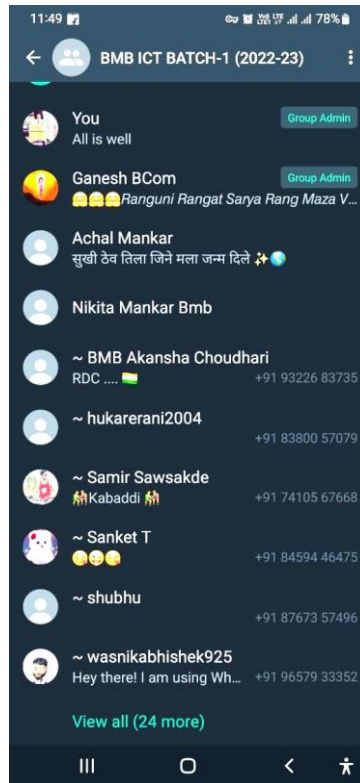 11:49
Vo) LTE 78%
BMB ICT BATCH-1 (2022-23)
You
Group Admin
All is well
Ganesh BCom
Group Admin
🤗🤗🤗Ranguni Rangat Sarya Rang Maza V...
Achal Mankar
सुखी ठेव तिला जिने मला जन्म दिले ✨🌎
Nikita Mankar Bmb
~ BMB Akansha Choudhari
RDC .... 🇮🇳 +91 93226 83735
~ hukarerani2004
+91 83800 57079
~ Samir Sawsakde
🤼Kabaddi 🤼 +91 74105 67668
~ Sanket T
+91 84594 46475
~ shubhu
+91 87673 57496
~ wasnikabhishek925
Hey there! I am using Wh... +91 96579 33352
View all (24 more)